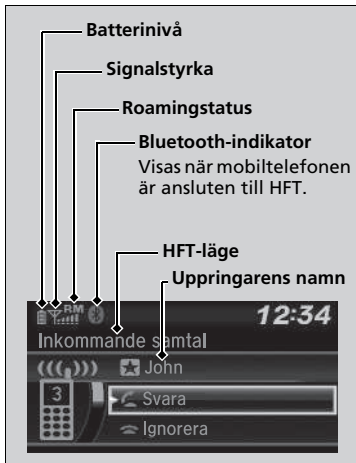 Batterinivå
Signalstyrka
Roamingstatus
Bluetooth-indikator
Visas när mobiltelefonen
är ansluten till HFT.
HFT-läge
Uppringarens namn
RM
12:34
Inkommande samtal
John
3
Svara
Ignorera